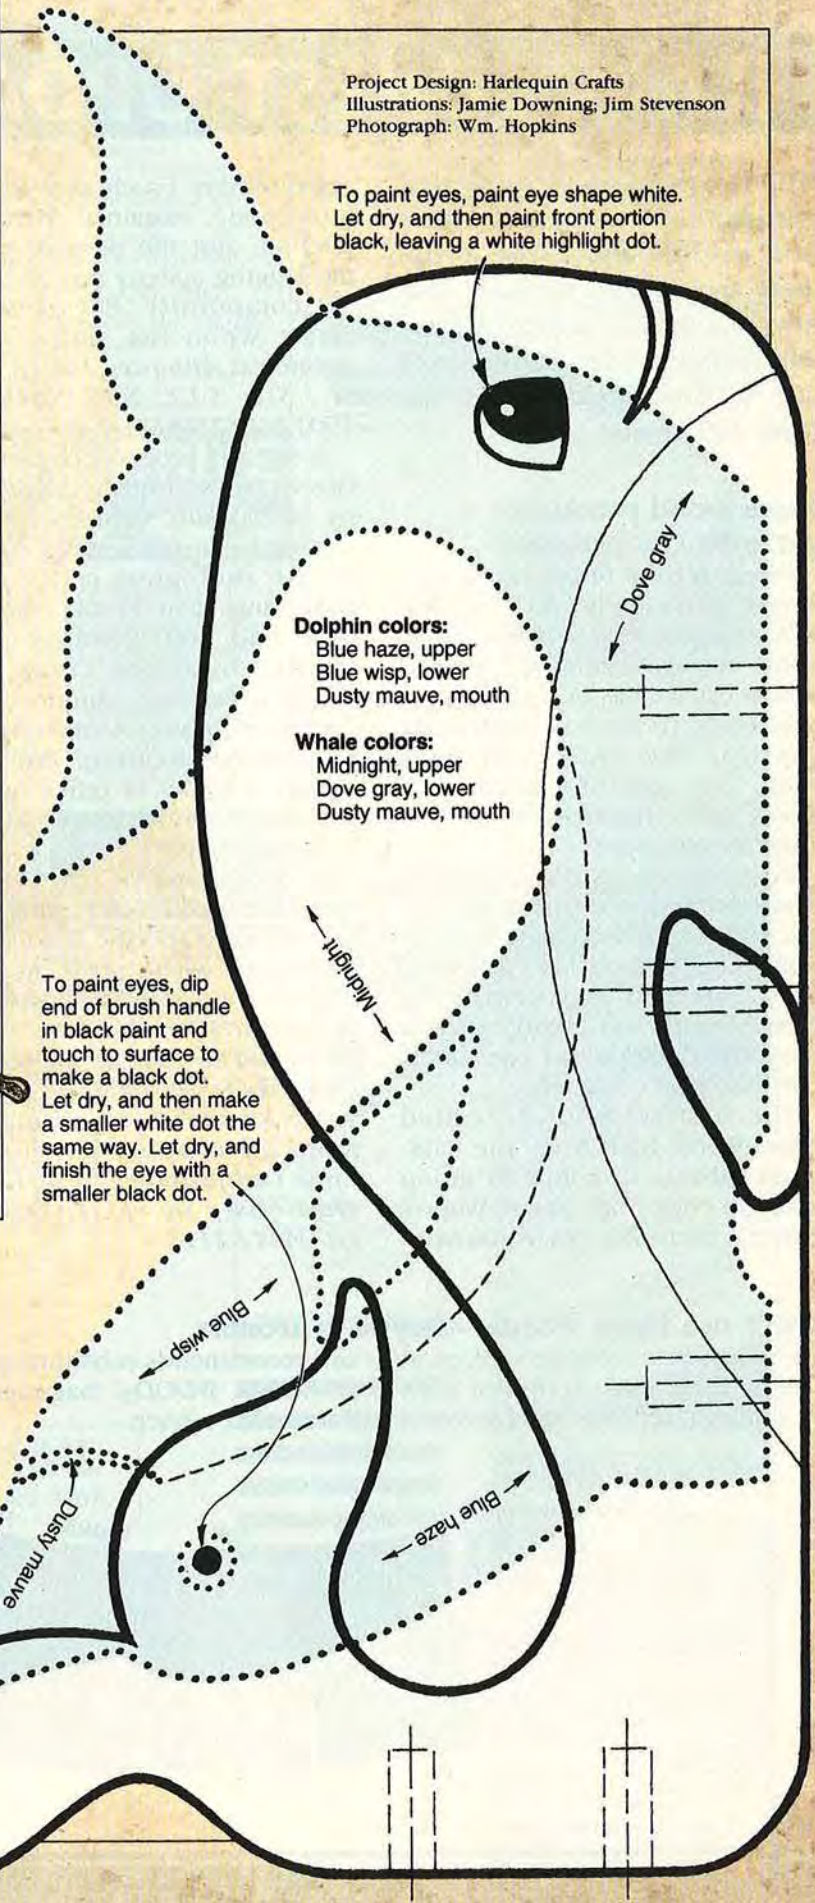 Project Design: Harlequin Crafts
Illustrations: Jamie Downing; Jim Stevenson
Photograph: Wm. Hopkins
To paint eyes, paint eye shape white.
Let dry, and then paint front portion
black, leaving a white highlight dot.
Dove gray
Dolphin colors:
Blue haze, upper
Blue wisp, lower
Dusty mauve, mouth
Whale colors:
Midnight, upper
Dove gray, lower
Dusty mauve, mouth
Midnight
To paint eyes, dip
end of brush handle
in black paint and
touch to surface to
make a black dot.
Let dry, and then make
a smaller white dot the
same way. Let dry, and
finish the eye with a
smaller black dot.
Blue wisp
Blue haze
Dusty mauve